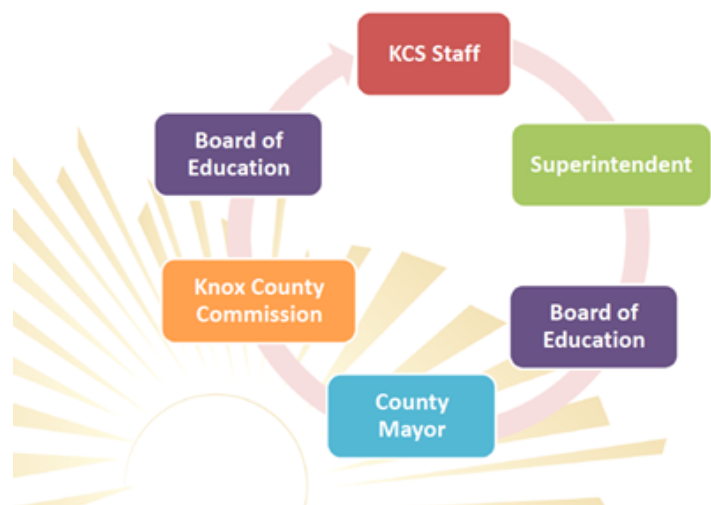 KCS Staff
Superintendent
Board of
Education
County
Mayor
Knox County
Commission
Board of
Education